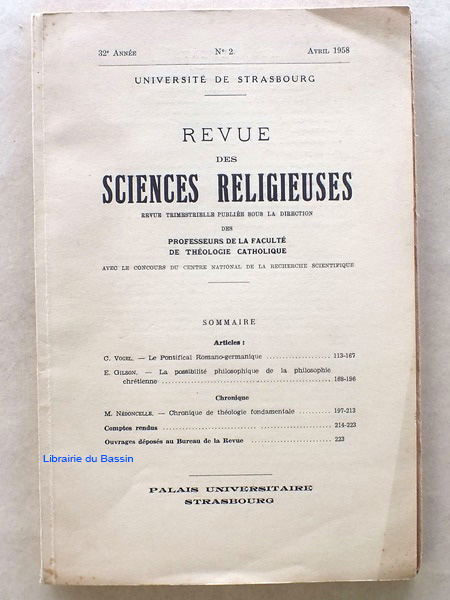 32e ANNÉE N° 2 AVRIL 1958
UNIVERSITÉ DE STRASBOURG
REVUE
DES
SCIENCES RELIGIEUSES
REVUE TRIMESTRIELLE PUBLIÉE SOUS LA DIRECTION
DES
PROFESSEURS DE LA FACULTÉ
DE THÉOLOGIE CATHOLIQUE
AVEC LE CONCOURS DU CENTRE NATIONAL DE LA RECHERCHE SCIENTIFIQUE
SOMMAIRE
Articles :
C. VOGEL. — Le Pontifical Romano-germanique .................. 113-167
E. GILSON. — La possibilité philosophique de la philosophie
chrétienne .................. 168-196
Chronique
M. NÉDONCELLE. — Chronique de théologie fondamentale .................. 197-213
Comptes rendus .................. 214-223
Ouvrages déposés au Bureau de la Revue .................. 223
Librairie du Bassin
PALAIS UNIVERSITAIRE
STRASBOURG